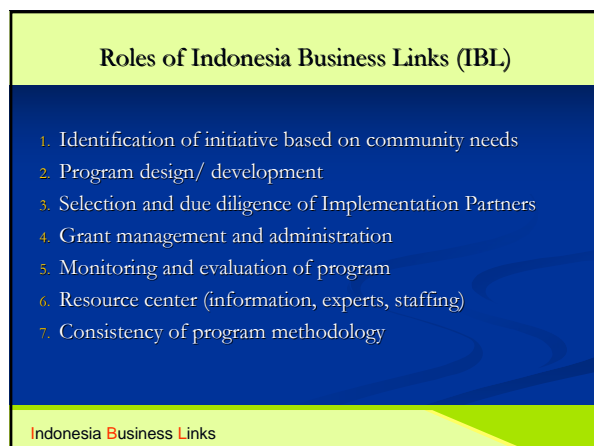 Roles of Indonesia Business Links (IBL)
1. Identification of initiative based on community needs
2. Program design/ development
3. Selection and due diligence of Implementation Partners
4. Grant management and administration
5. Monitoring and evaluation of program
6. Resource center (information, experts, staffing)
7. Consistency of program methodology
Indonesia Business Links